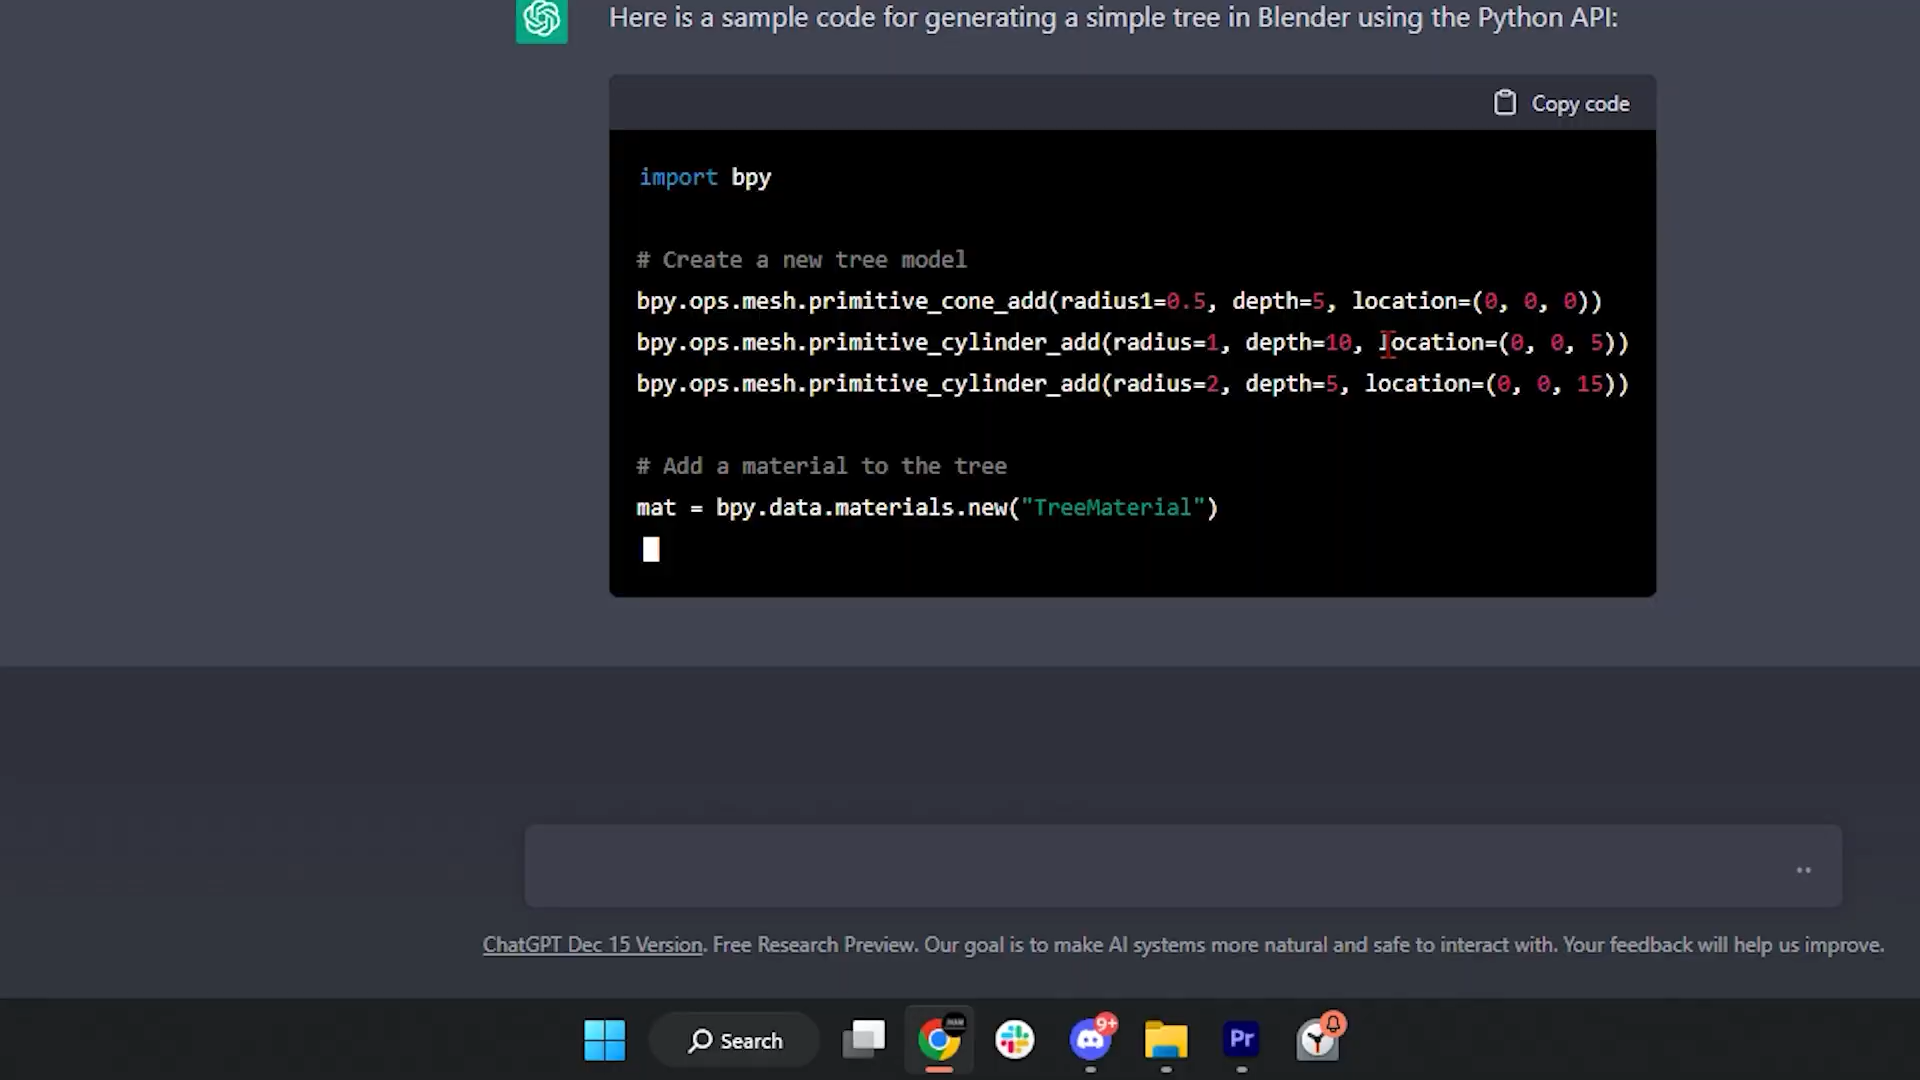 Here is a sample code for generating a simple tree in Blender using the Python API:
Copy code
import bpy
# Create a new tree model
bpy.ops.mesh.primitive_cone_add(radius1=0.5, depth=5, location=(0, 0, 0))
bpy.ops.mesh.primitive_cylinder_add(radius=1, depth=10, location=(0, 0, 5))
bpy.ops.mesh.primitive_cylinder_add(radius=2, depth=5, location=(0, 0, 15))
# Add a material to the tree
mat = bpy.data.materials.new("TreeMaterial")
ChatGPT Dec 15 Version. Free Research Preview. Our goal is to make AI systems more natural and safe to interact with. Your feedback will help us improve.
Search
9+
Pr